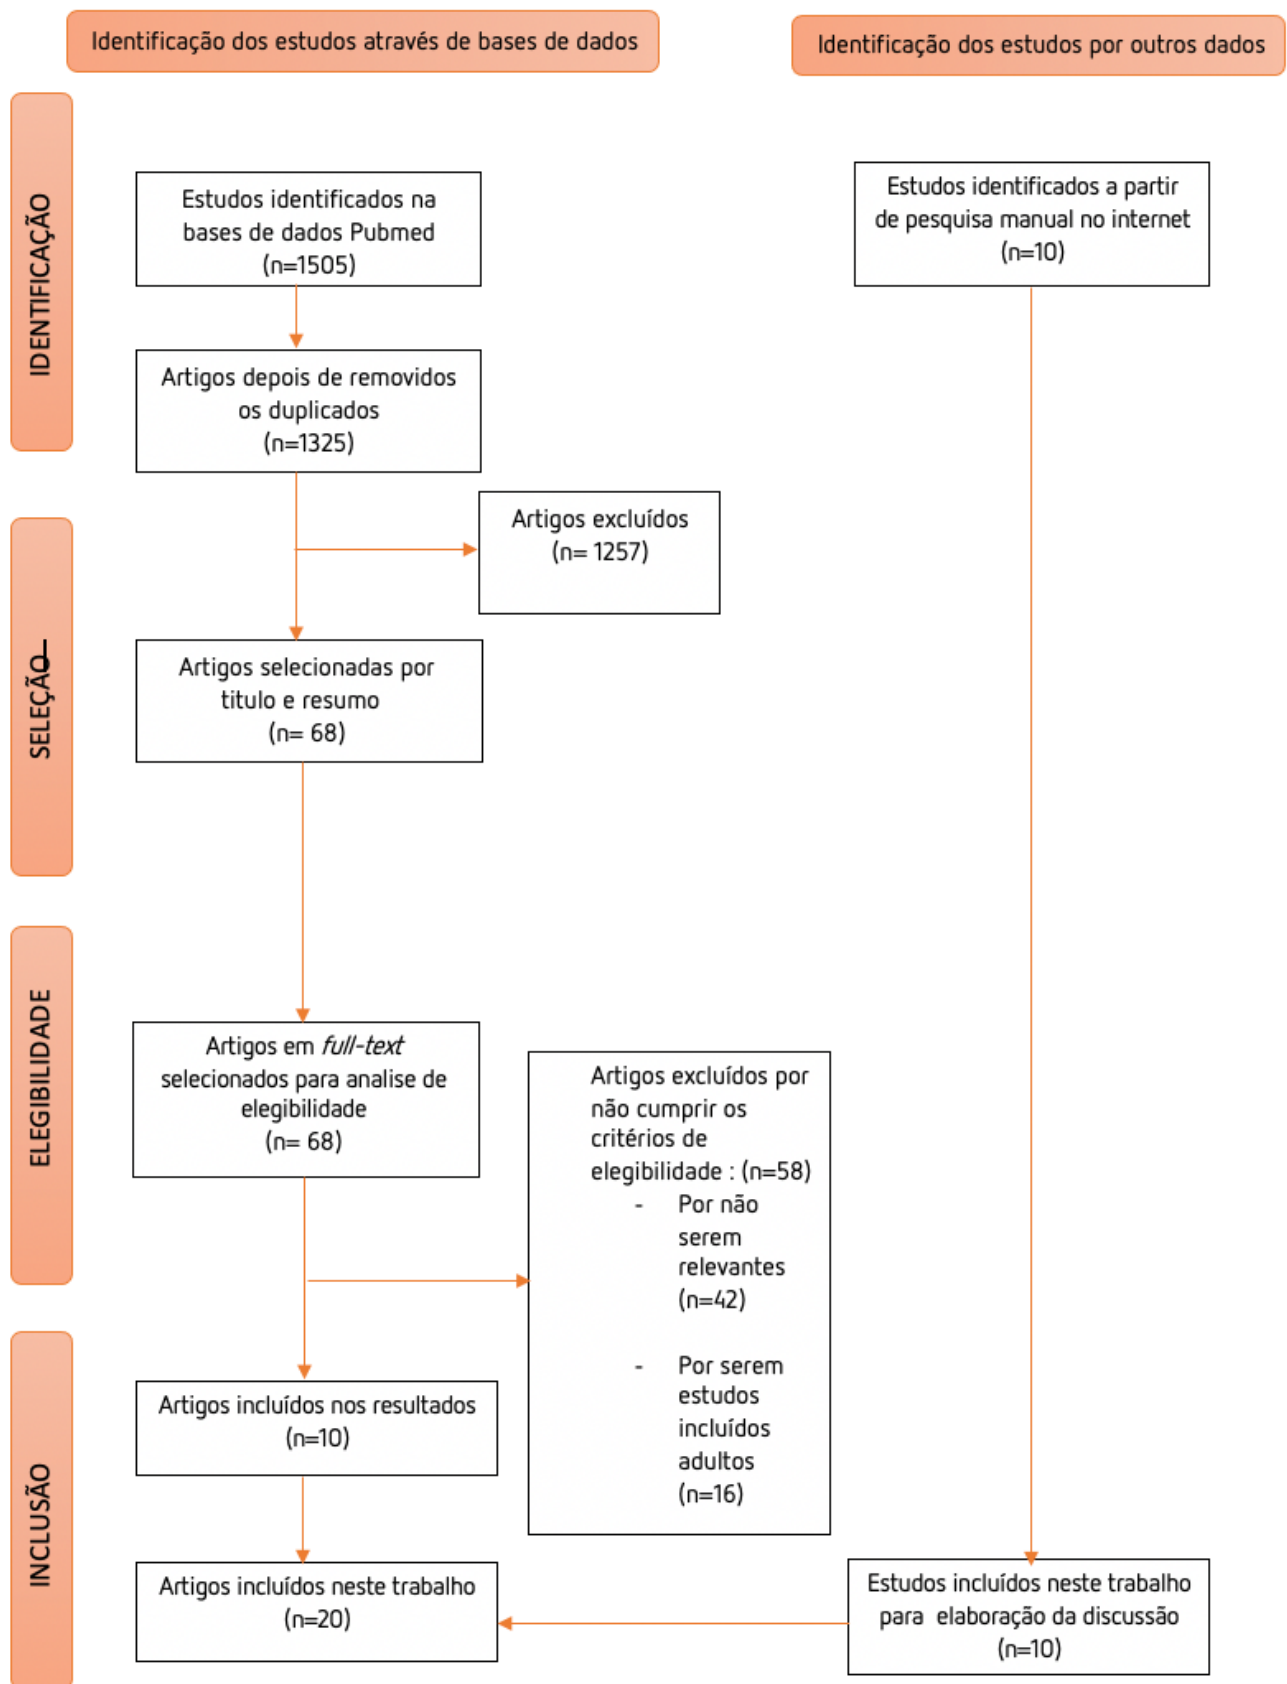 Identificação dos estudos através de bases de dados
Identificação dos estudos por outros dados
IDENTIFICAÇÃO
Estudos identificados na
bases de dados Pubmed
(n=1505)
Estudos identificados a partir
de pesquisa manual no internet
(n=10)
Artigos depois de removidos
os duplicados
(n=1325)
SELEÇÃO
Artigos excluídos
(n= 1257)
Artigos selecionadas por
titulo e resumo
(n= 68)
ELEGIBILIDADE
Artigos em full-text
selecionados para analise de
elegibilidade
(n= 68)
Artigos excluídos por
não cumprir os
critérios de
elegibilidade : (n=58)
- Por não
serem
relevantes
(n=42)
- Por serem
estudos
incluídos
adultos
(n=16)
INCLUSÃO
Artigos incluídos nos resultados
(n=10)
Artigos incluídos neste trabalho
(n=20)
Estudos incluídos neste trabalho
para elaboração da discussão
(n=10)